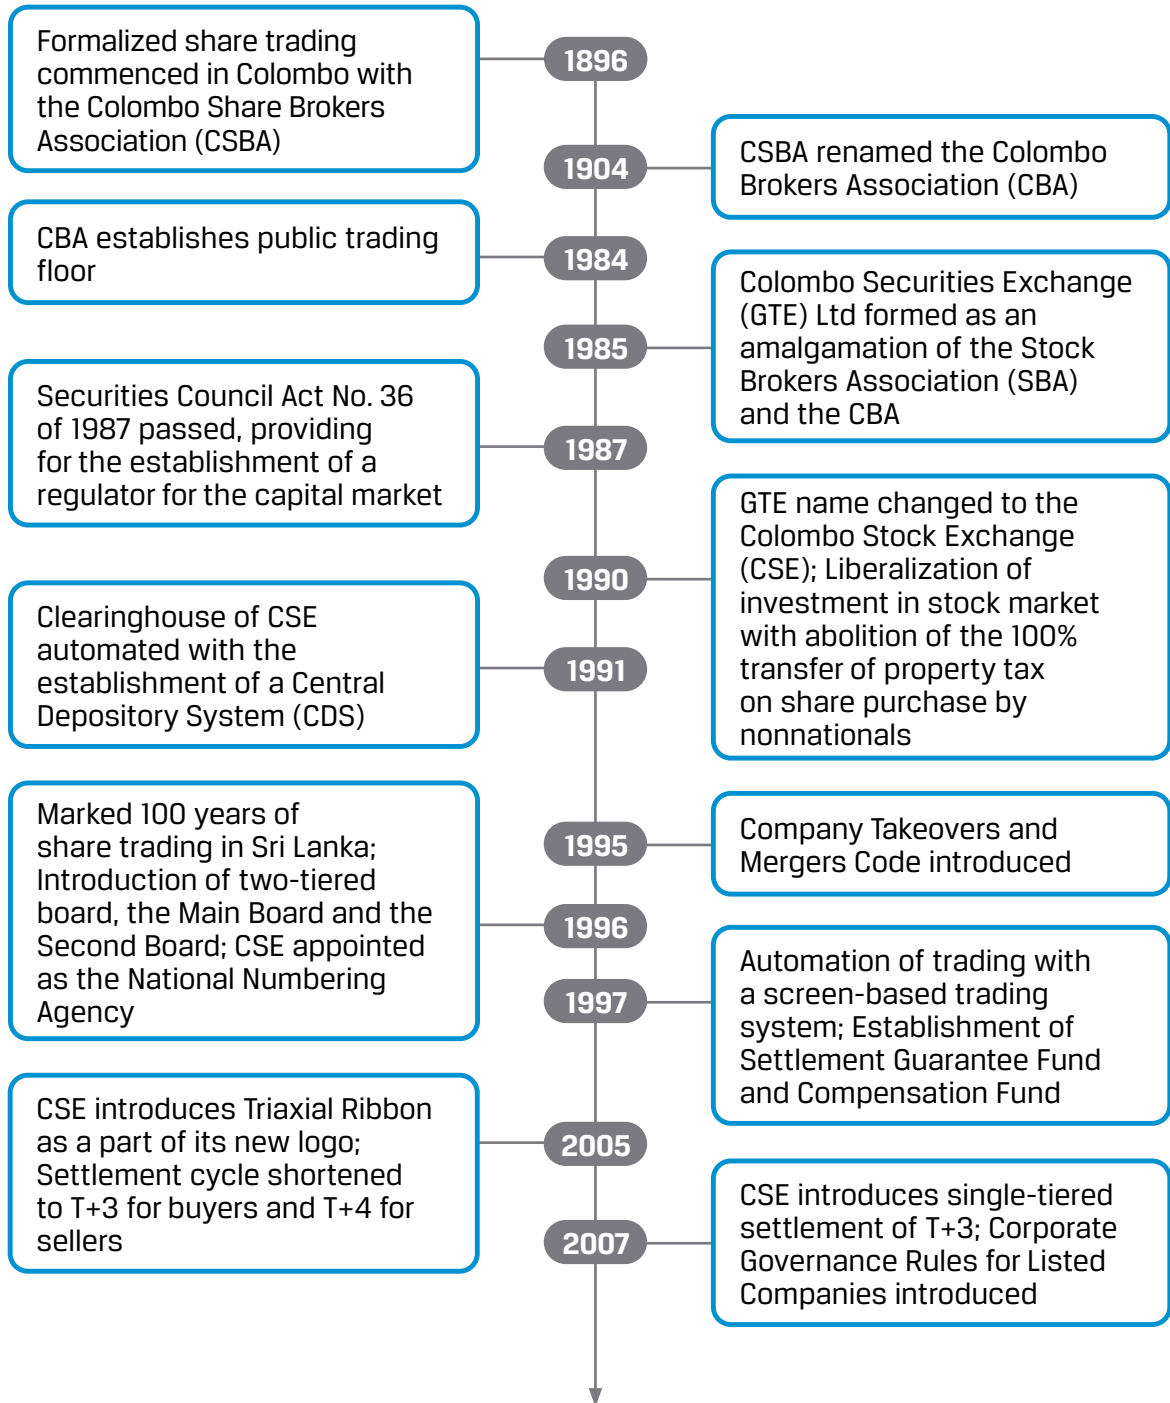 Formalized share trading
commenced in Colombo with
the Colombo Share Brokers
Association (CSBA)
1896
1904
CSBA renamed the Colombo
Brokers Association (CBA)
CBA establishes public trading
floor
1984
1985
Colombo Securities Exchange
(GTE) Ltd formed as an
amalgamation of the Stock
Brokers Association (SBA)
and the CBA
Securities Council Act No. 36
of 1987 passed, providing
for the establishment of a
regulator for the capital market
1987
1990
GTE name changed to the
Colombo Stock Exchange
(CSE); Liberalization of
investment in stock market
with abolition of the 100%
transfer of property tax
on share purchase by
nonnationals
Clearinghouse of CSE
automated with the
establishment of a Central
Depository System (CDS)
1991
1995
Company Takeovers and
Mergers Code introduced
Marked 100 years of
share trading in Sri Lanka;
Introduction of two-tiered
board, the Main Board and the
Second Board; CSE appointed
as the National Numbering
Agency
1996
1997
Automation of trading with
a screen-based trading
system; Establishment of
Settlement Guarantee Fund
and Compensation Fund
CSE introduces Triaxial Ribbon
as a part of its new logo;
Settlement cycle shortened
to T+3 for buyers and T+4 for
sellers
2005
2007
CSE introduces single-tiered
settlement of T+3; Corporate
Governance Rules for Listed
Companies introduced